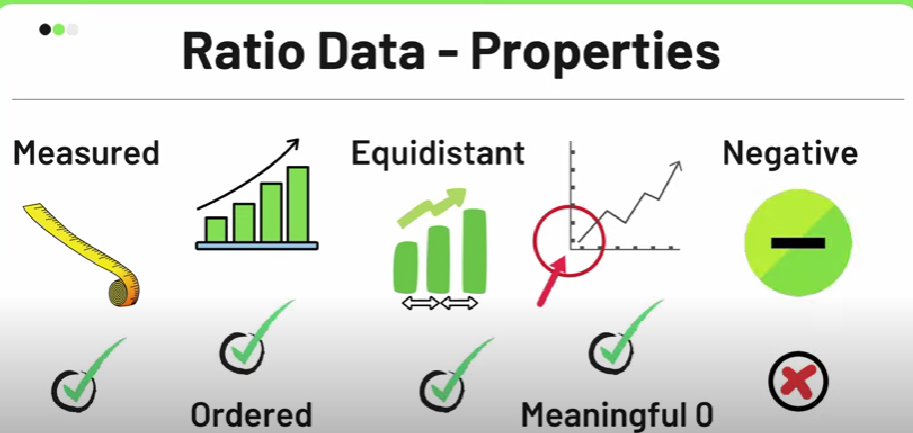 Ratio Data - Properties
Measured
Equidistant
Negative
Ordered
Meaningful 0